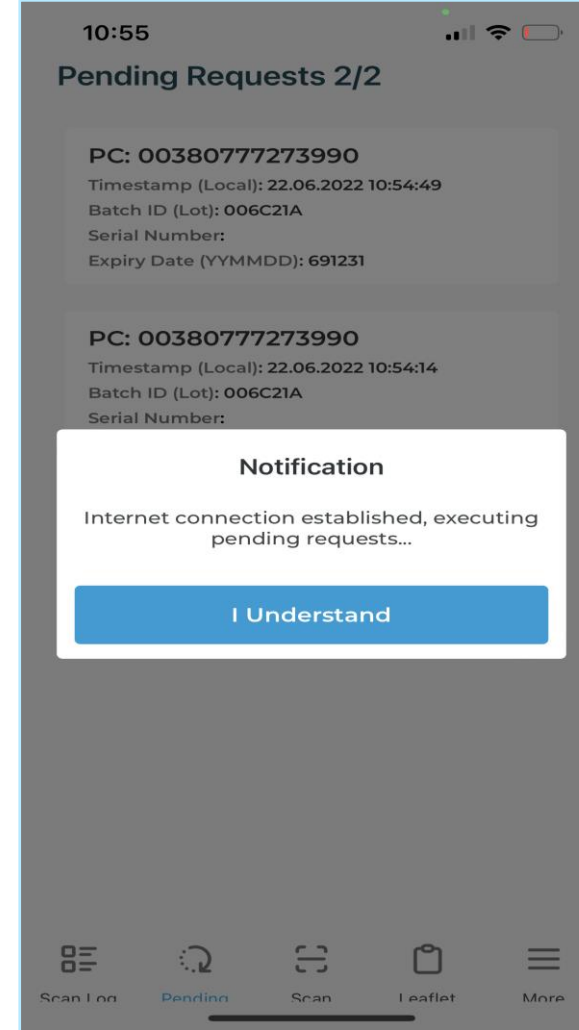 10:55
Pending Requests 2/2
PC: 00380777273990
Timestamp (Local): 22.06.2022 10:54:49
Batch ID (Lot): 006C21A
Serial Number:
Expiry Date (YYMMDD): 691231
PC: 00380777273990
Timestamp (Local): 22.06.2022 10:54:14
Batch ID (Lot): 006C21A
Serial Number:
Notification
Internet connection established, executing
pending requests...
I Understand
Scan Log Pending Scan Leaflet More